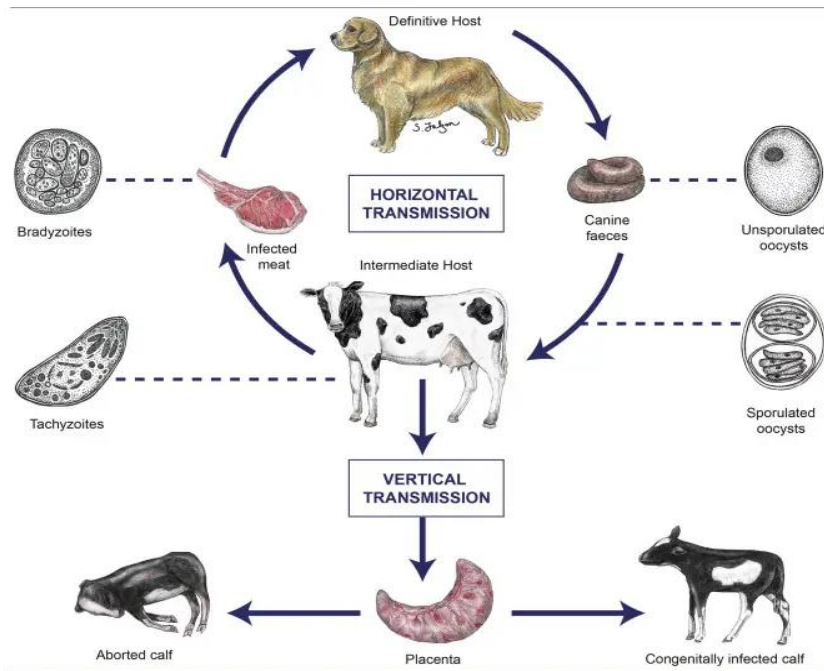 Definitive Host
S. Fulzon
HORIZONTAL
TRANSMISSION
Bradyzoites
Infected
meat
Canine
faeces
Unsporulated
oocysts
Intermediate Host
Tachyzoites
Sporulated
oocysts
VERTICAL
TRANSMISSION
Aborted calf
Placenta
Congenitally infected calf